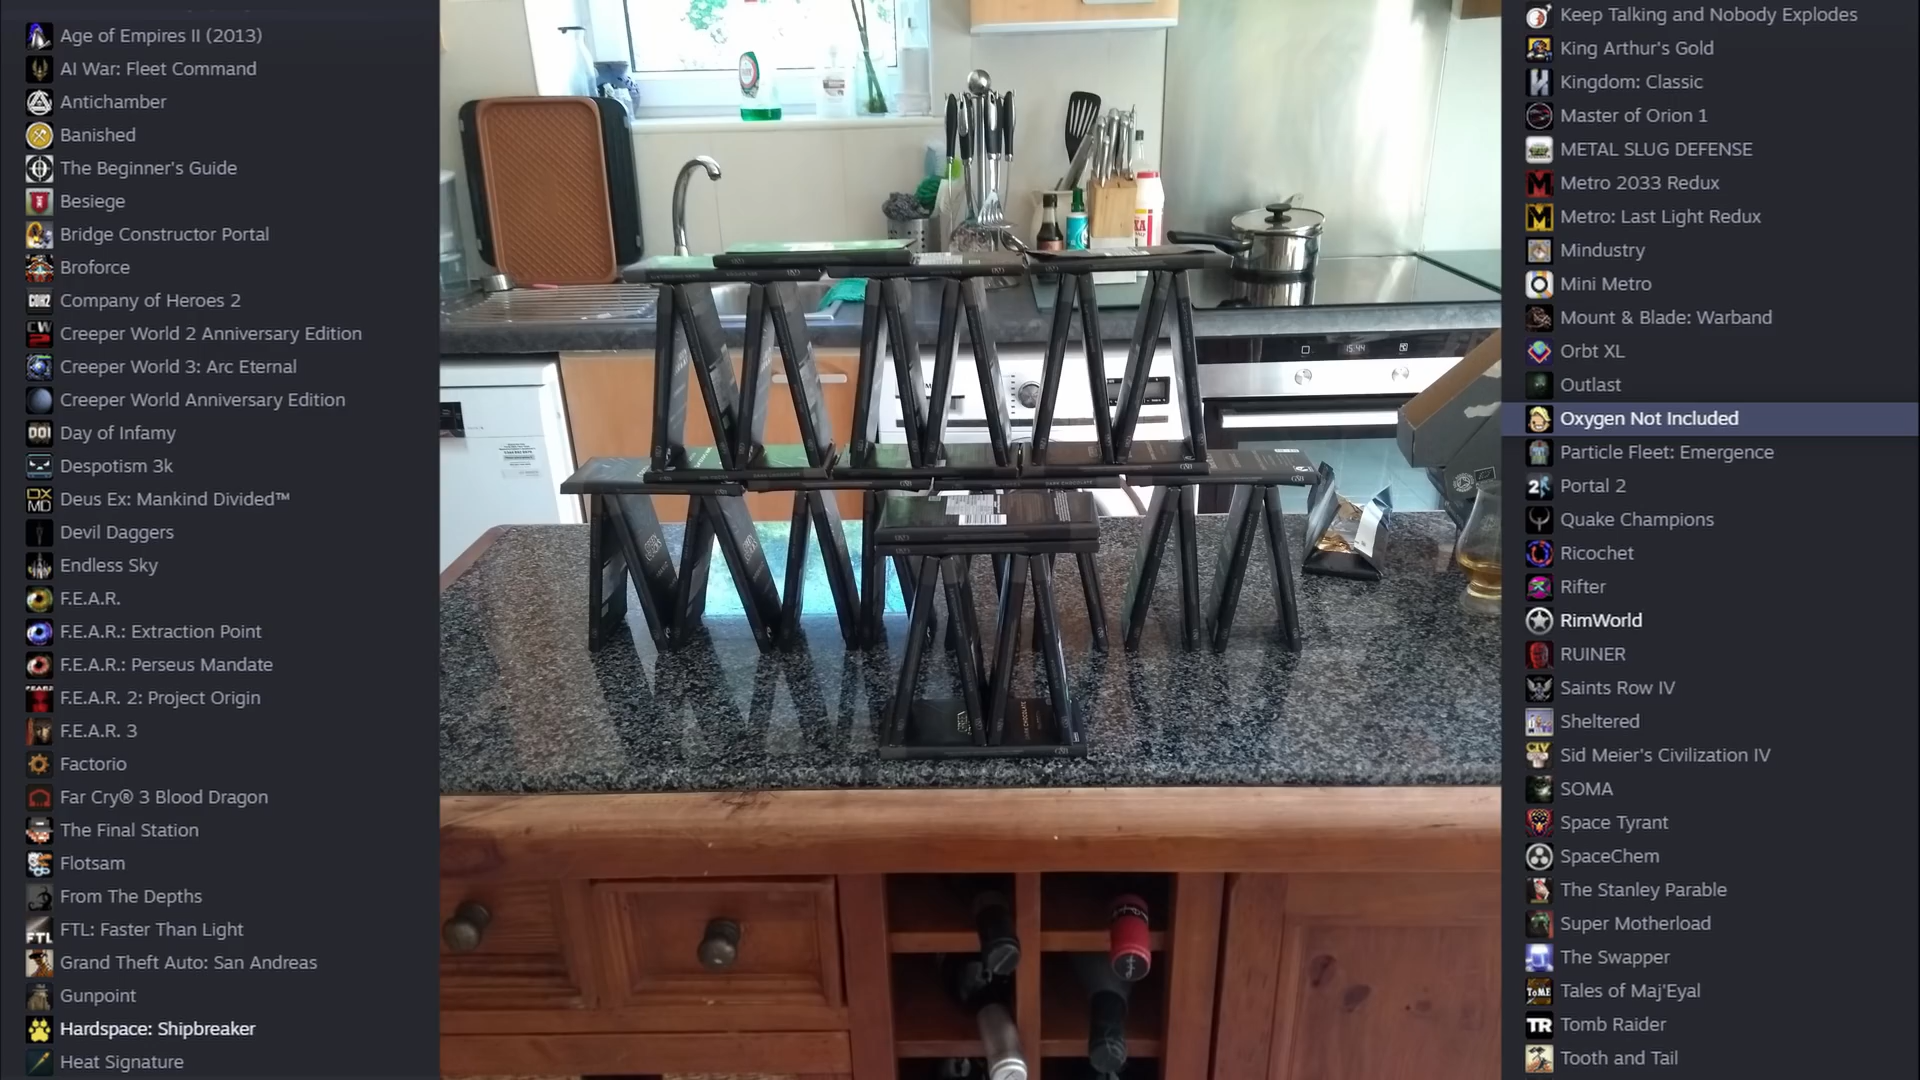 Age of Empires II (2013)
AI War: Fleet Command
Antichamber
Banished
The Beginner's Guide
Besiege
Bridge Constructor Portal
Broforce
Company of Heroes 2
Creeper World 2 Anniversary Edition
Creeper World 3: Arc Eternal
Creeper World Anniversary Edition
Day of Infamy
Despotism 3k
Deus Ex: Mankind Divided™
Devil Daggers
Endless Sky
F.E.A.R.
F.E.A.R.: Extraction Point
F.E.A.R.: Perseus Mandate
F.E.A.R. 2: Project Origin
F.E.A.R. 3
Factorio
Far Cry® 3 Blood Dragon
The Final Station
Flotsam
From The Depths
FTL: Faster Than Light
Grand Theft Auto: San Andreas
Gunpoint
Hardspace: Shipbreaker
Heat Signature
15:44
DARK CHOCOLATE
Keep Talking and Nobody Explodes
King Arthur's Gold
Kingdom: Classic
Master of Orion 1
METAL SLUG DEFENSE
Metro 2033 Redux
Metro: Last Light Redux
Mindustry
Mini Metro
Mount & Blade: Warband
Orbt XL
Outlast
Oxygen Not Included
Particle Fleet: Emergence
Portal 2
Quake Champions
Ricochet
Rifter
RimWorld
RUINER
Saints Row IV
Sheltered
Sid Meier's Civilization IV
SOMA
Space Tyrant
SpaceChem
The Stanley Parable
Super Motherload
The Swapper
Tales of Maj'Eyal
Tomb Raider
Tooth and Tail